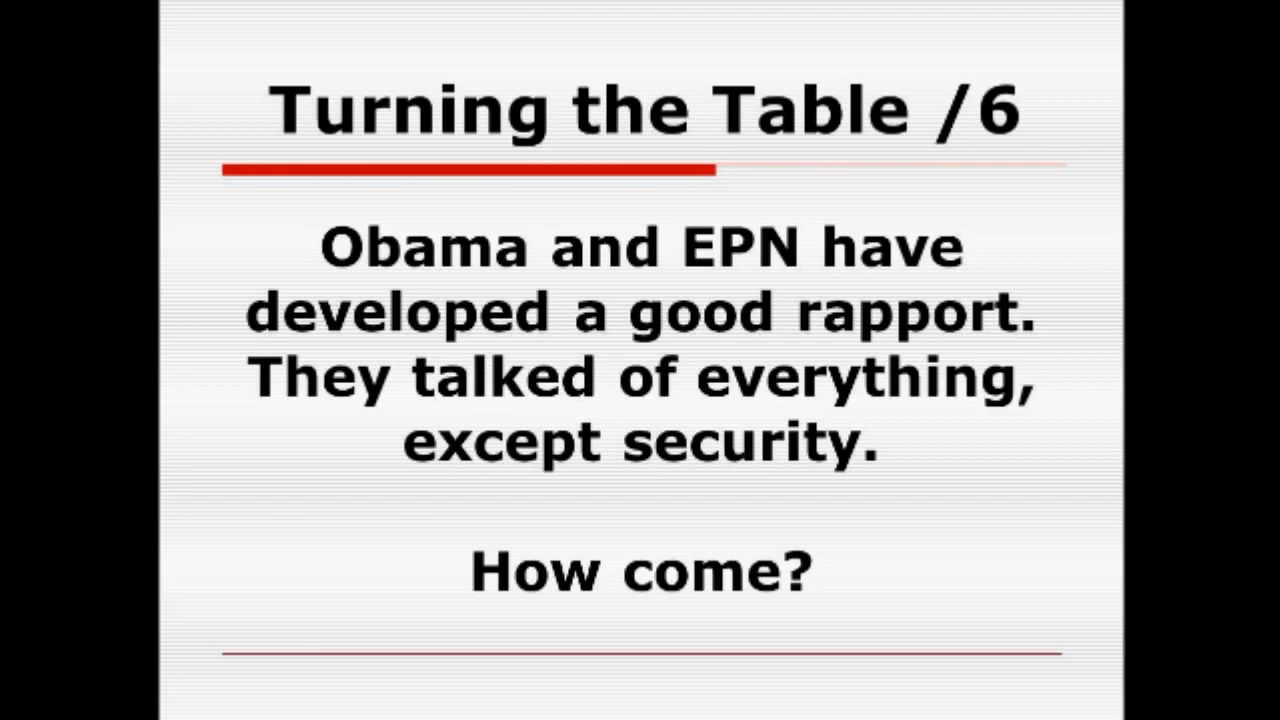 Turning the Table /6
Obama and EPN have
developed a good rapport.
They talked of everything,
except security.
How come?